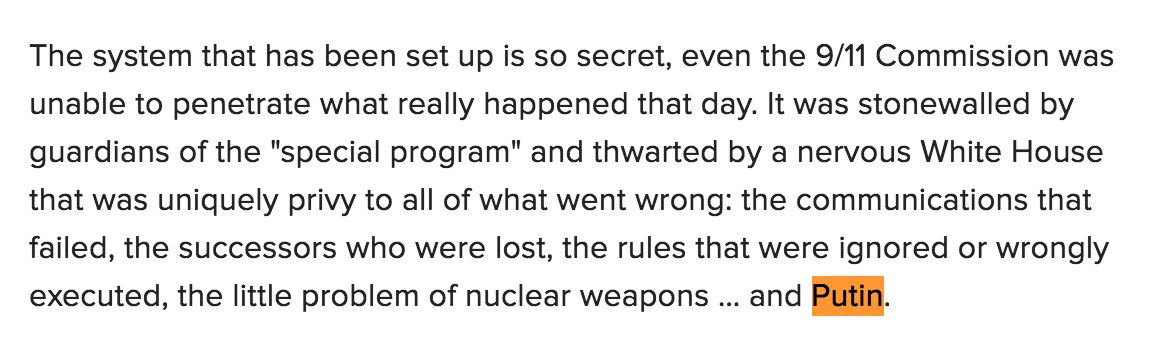 The system that has been set up is so secret, even the 9/11 Commission was
unable to penetrate what really happened that day. It was stonewalled by
guardians of the "special program" and thwarted by a nervous White House
that was uniquely privy to all of what went wrong: the communications that
failed, the successors who were lost, the rules that were ignored or wrongly
executed, the little problem of nuclear weapons ... and Putin.